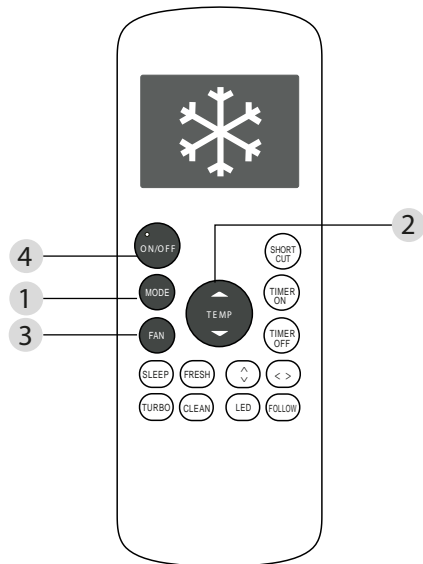 2
ON/OFF
SHORT
CUT
4
MODE
TIMER
ON
1
TEMP
FAN
TIMER
OFF
3
SLEEP
FRESH
< >
TURBO
CLEAN
LED
FOLLOW